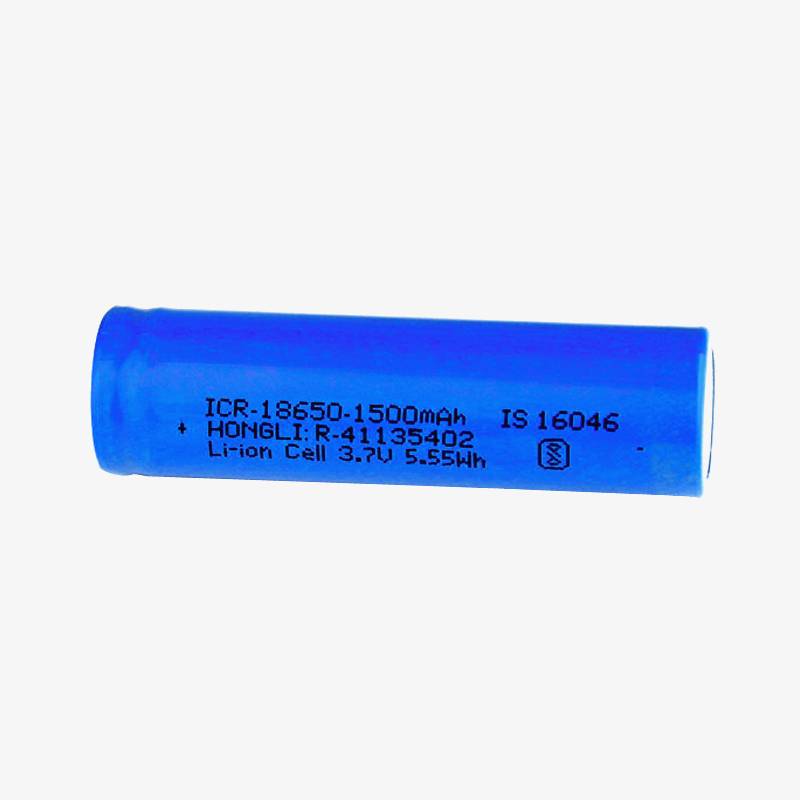 ICR-18650-1500mAh IS 16046
+ HONGLI: R-41135402 -
Li-ion Cell 3.7V 5.55Wh